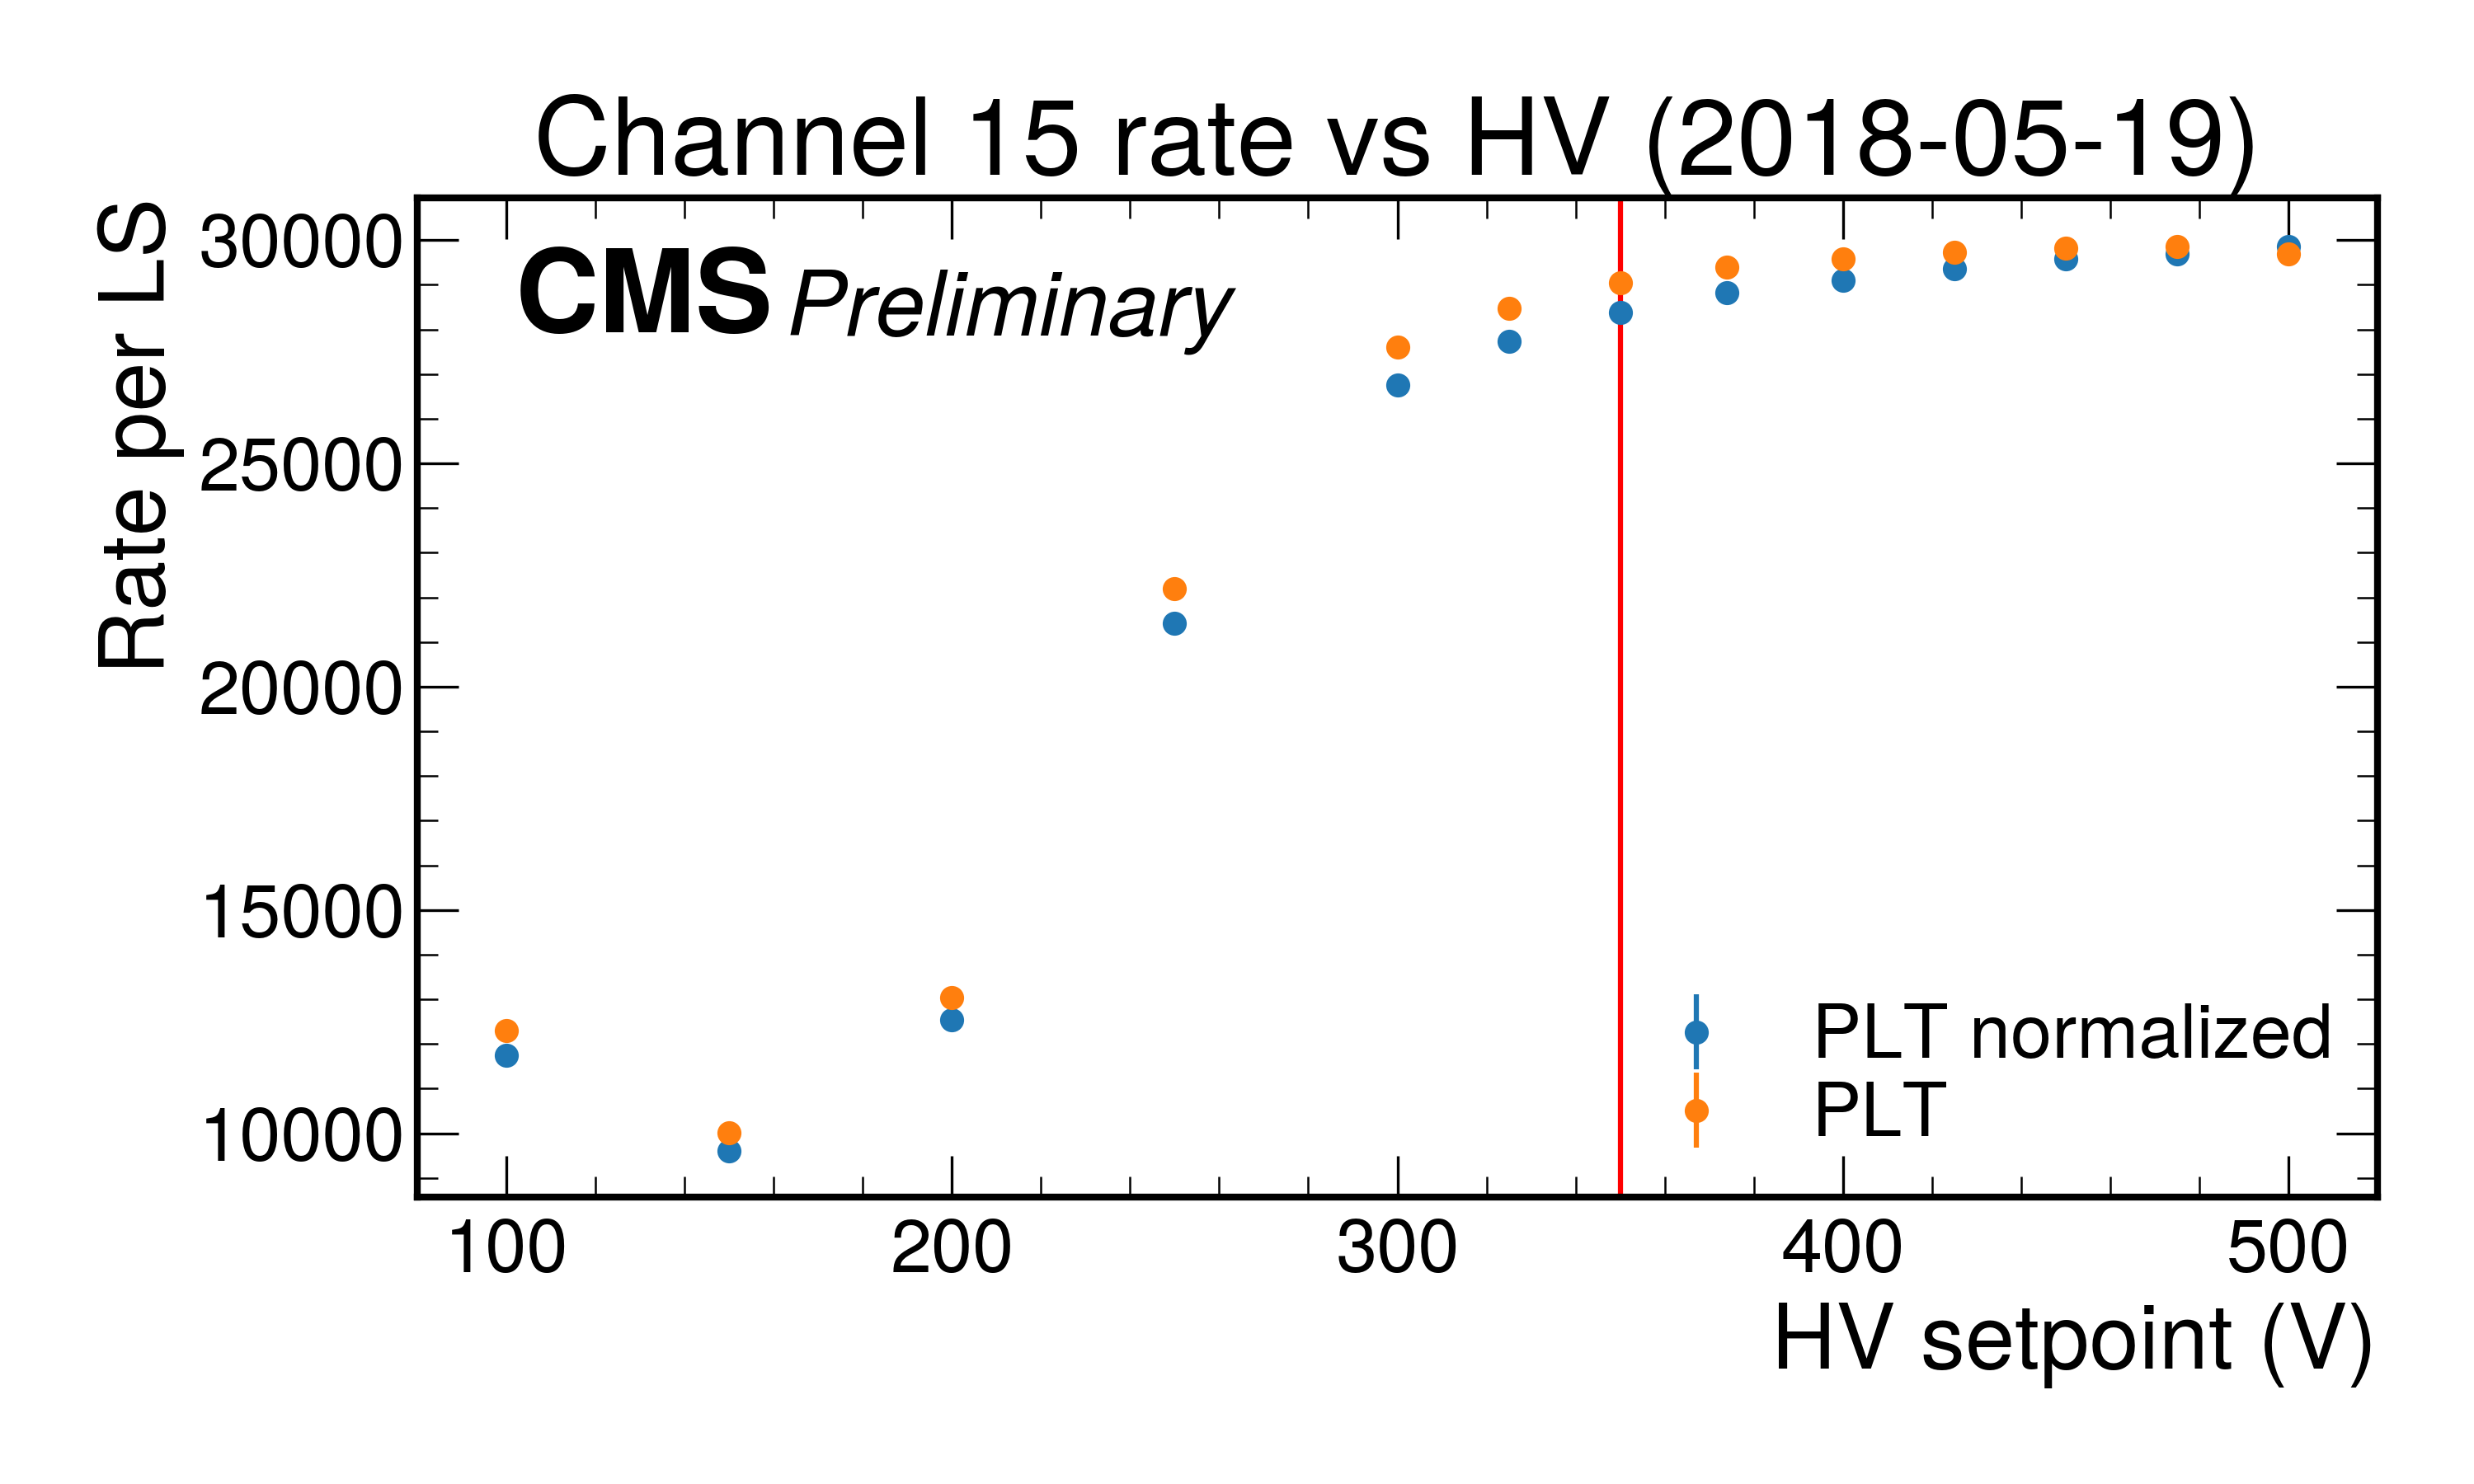 Channel 15 rate vs HV (2018-05-19)
CMS Preliminary
Rate per LS
30000
25000
20000
15000
10000
PLT normalized
PLT
100 200 300 400 500
HV setpoint (V)